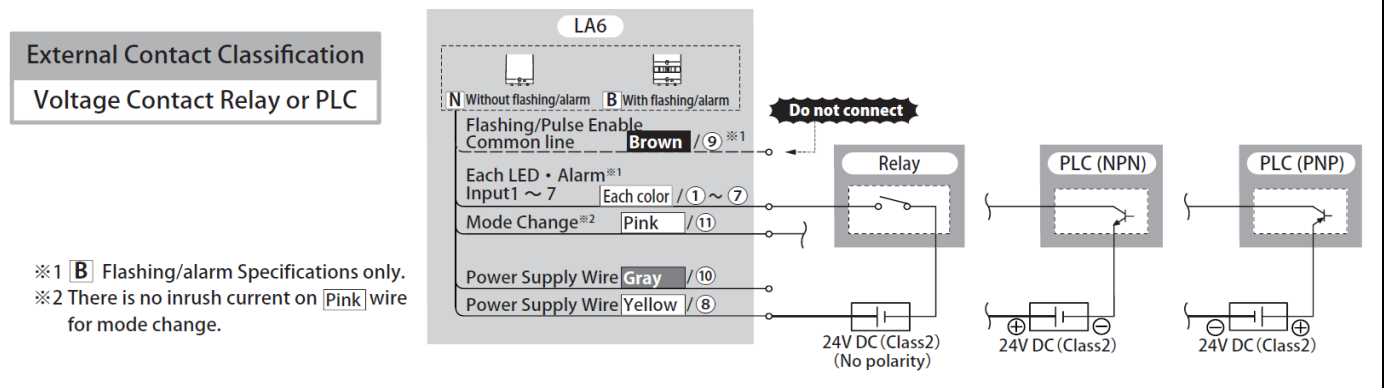 External Contact Classification
Voltage Contact Relay or PLC
LA6
N Without flashing/alarm B With flashing/alarm
Flashing/Pulse Enable
Common line Brown / ⑨ ※1
Do not connect
Each LED・Alarm※1
Input1 ～ 7 Each color / ① ～ ⑦
Mode Change※2 Pink / ⑪
Power Supply Wire Gray / ⑩
Power Supply Wire Yellow / ⑧
Relay
24V DC (Class2)
(No polarity)
PLC (NPN)
⊕ ⊖
24V DC (Class2)
PLC (PNP)
⊖ ⊕
24V DC (Class2)
※1 B Flashing/alarm Specifications only.
※2 There is no inrush current on Pink wire
for mode change.